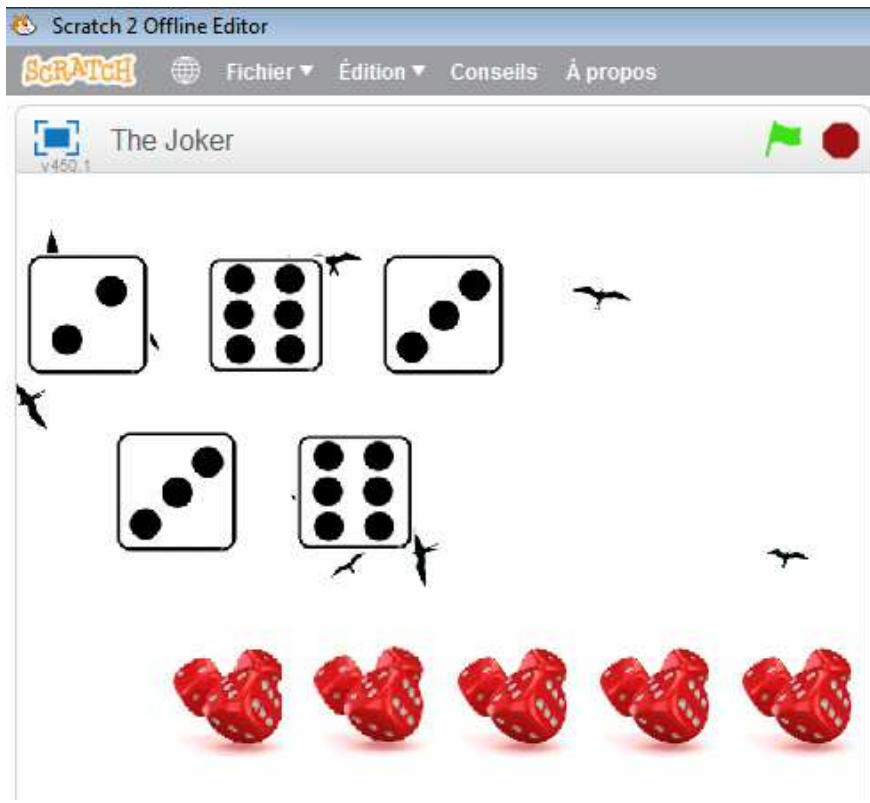 Scratch 2 Offline Editor
SCRATCH Fichier Édition Conseils À propos
The Joker
v450.1